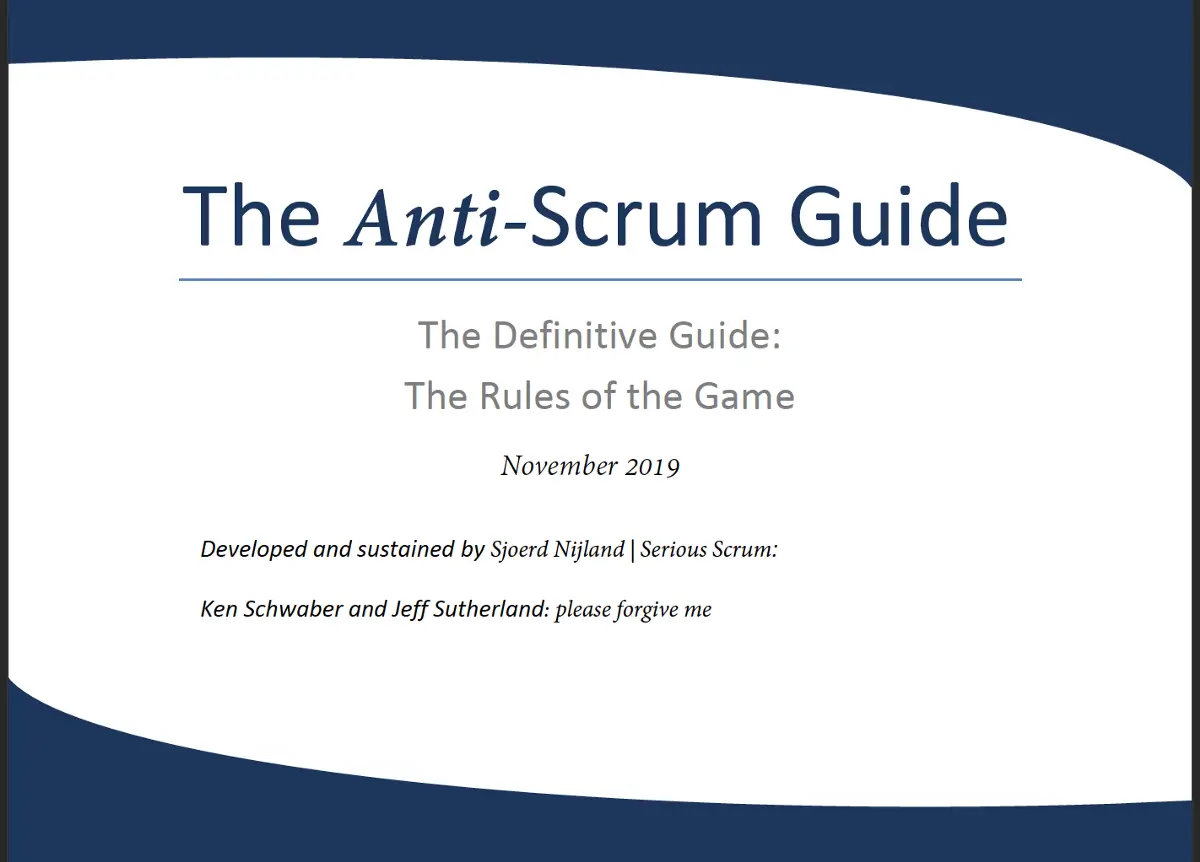 The Anti-Scrum Guide
The Definitive Guide:
The Rules of the Game
November 2019
Developed and sustained by Sjoerd Nijland | Serious Scrum:
Ken Schwaber and Jeff Sutherland: please forgive me